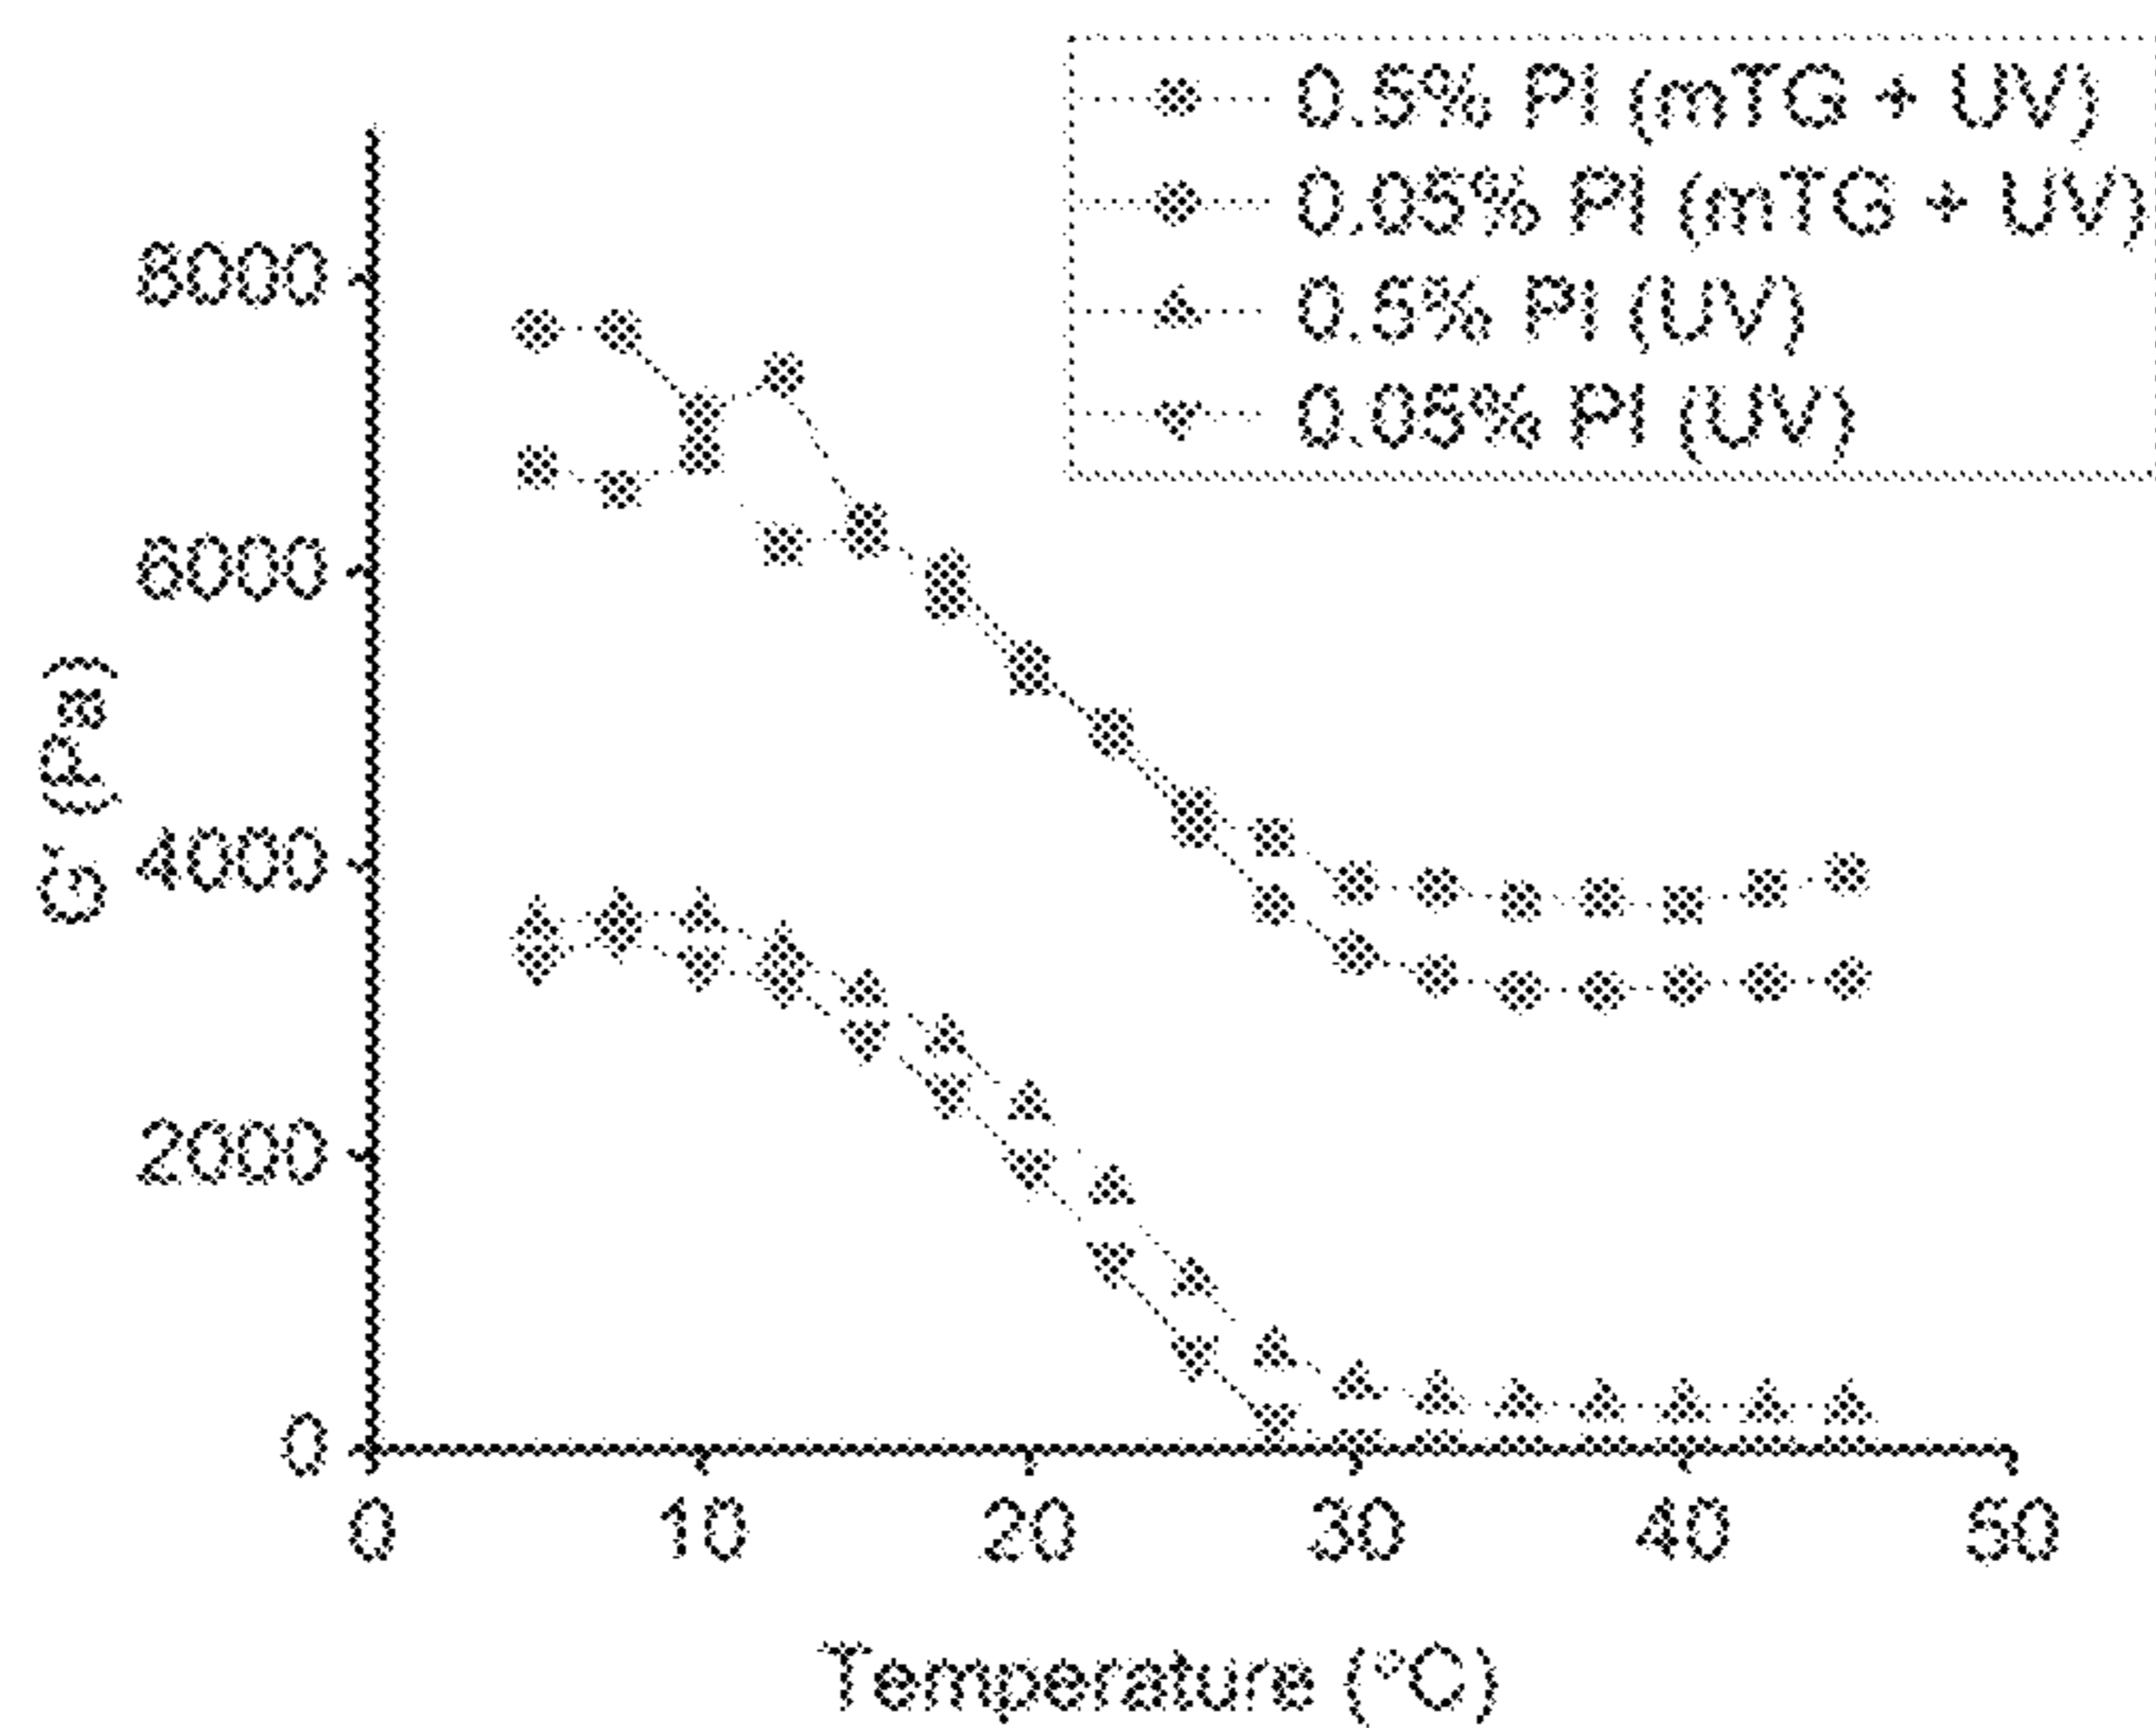 0.5% PI (mTG + UV)
0.05% PI (mTG + UV)
0.5% PI (UV)
0.05% PI (UV)
8000
6000
4000
2000
0
G' (Pa)
0 10 20 30 40 50
Temperature (°C)